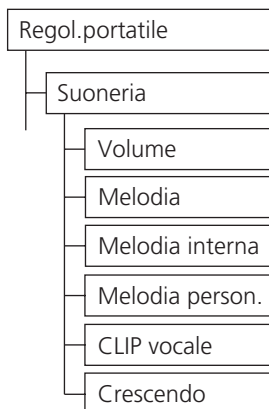 Regol.portatile
Suoneria
Volume
Melodia
Melodia interna
Melodia person.
CLIP vocale
Crescendo